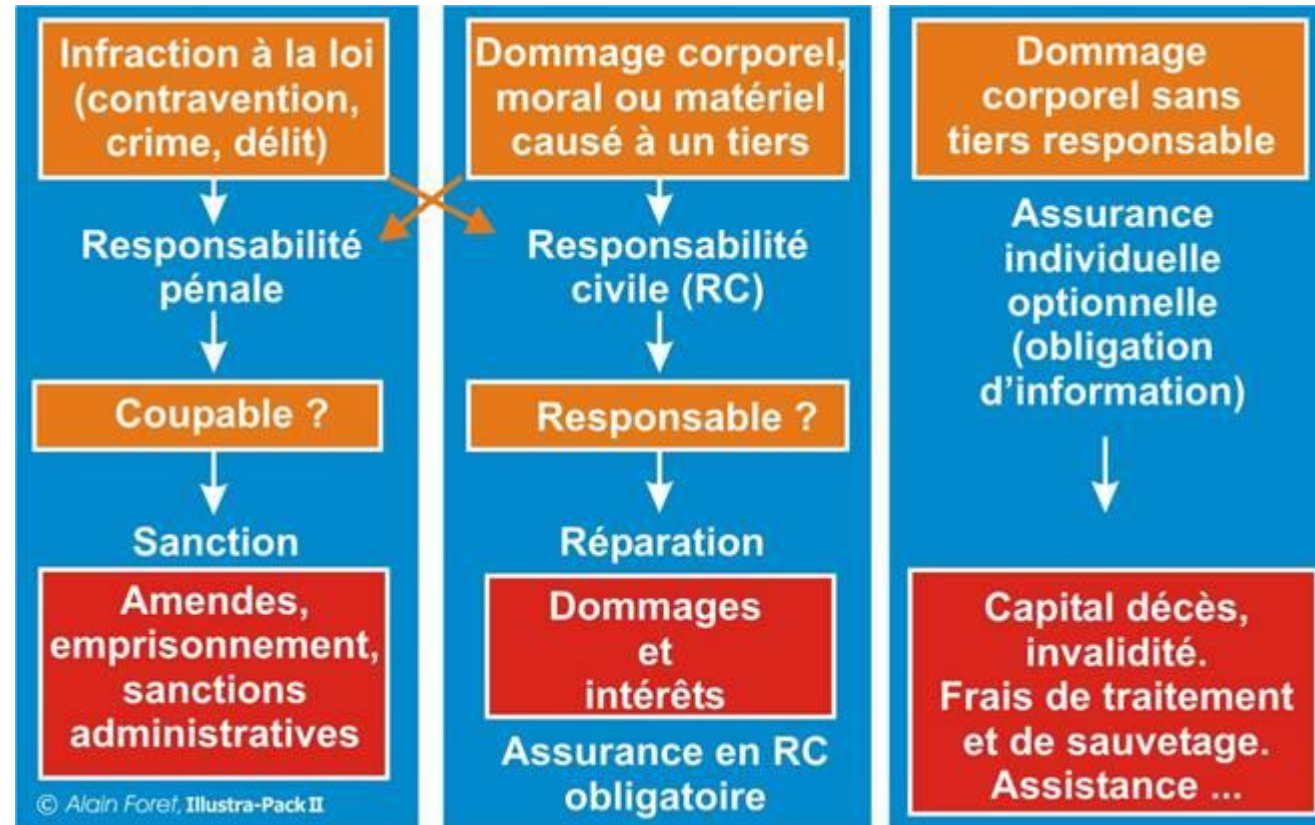 Infraction à la loi
(contravention,
crime, délit)
Responsabilité
pénale
Coupable ?
Sanction
Amendes,
emprisonnement,
sanctions
administratives
© Alain Foret, Illustra-Pack II
Dommage corporel,
moral ou matériel
causé à un tiers
Responsabilité
civile (RC)
Responsable ?
Réparation
Dommages
et
intérêts
Assurance en RC
obligatoire
Dommage
corporel sans
tiers responsable
Assurance
individuelle
optionnelle
(obligation
d'information)
Capital décès,
invalidité.
Frais de traitement
et de sauvetage.
Assistance ...